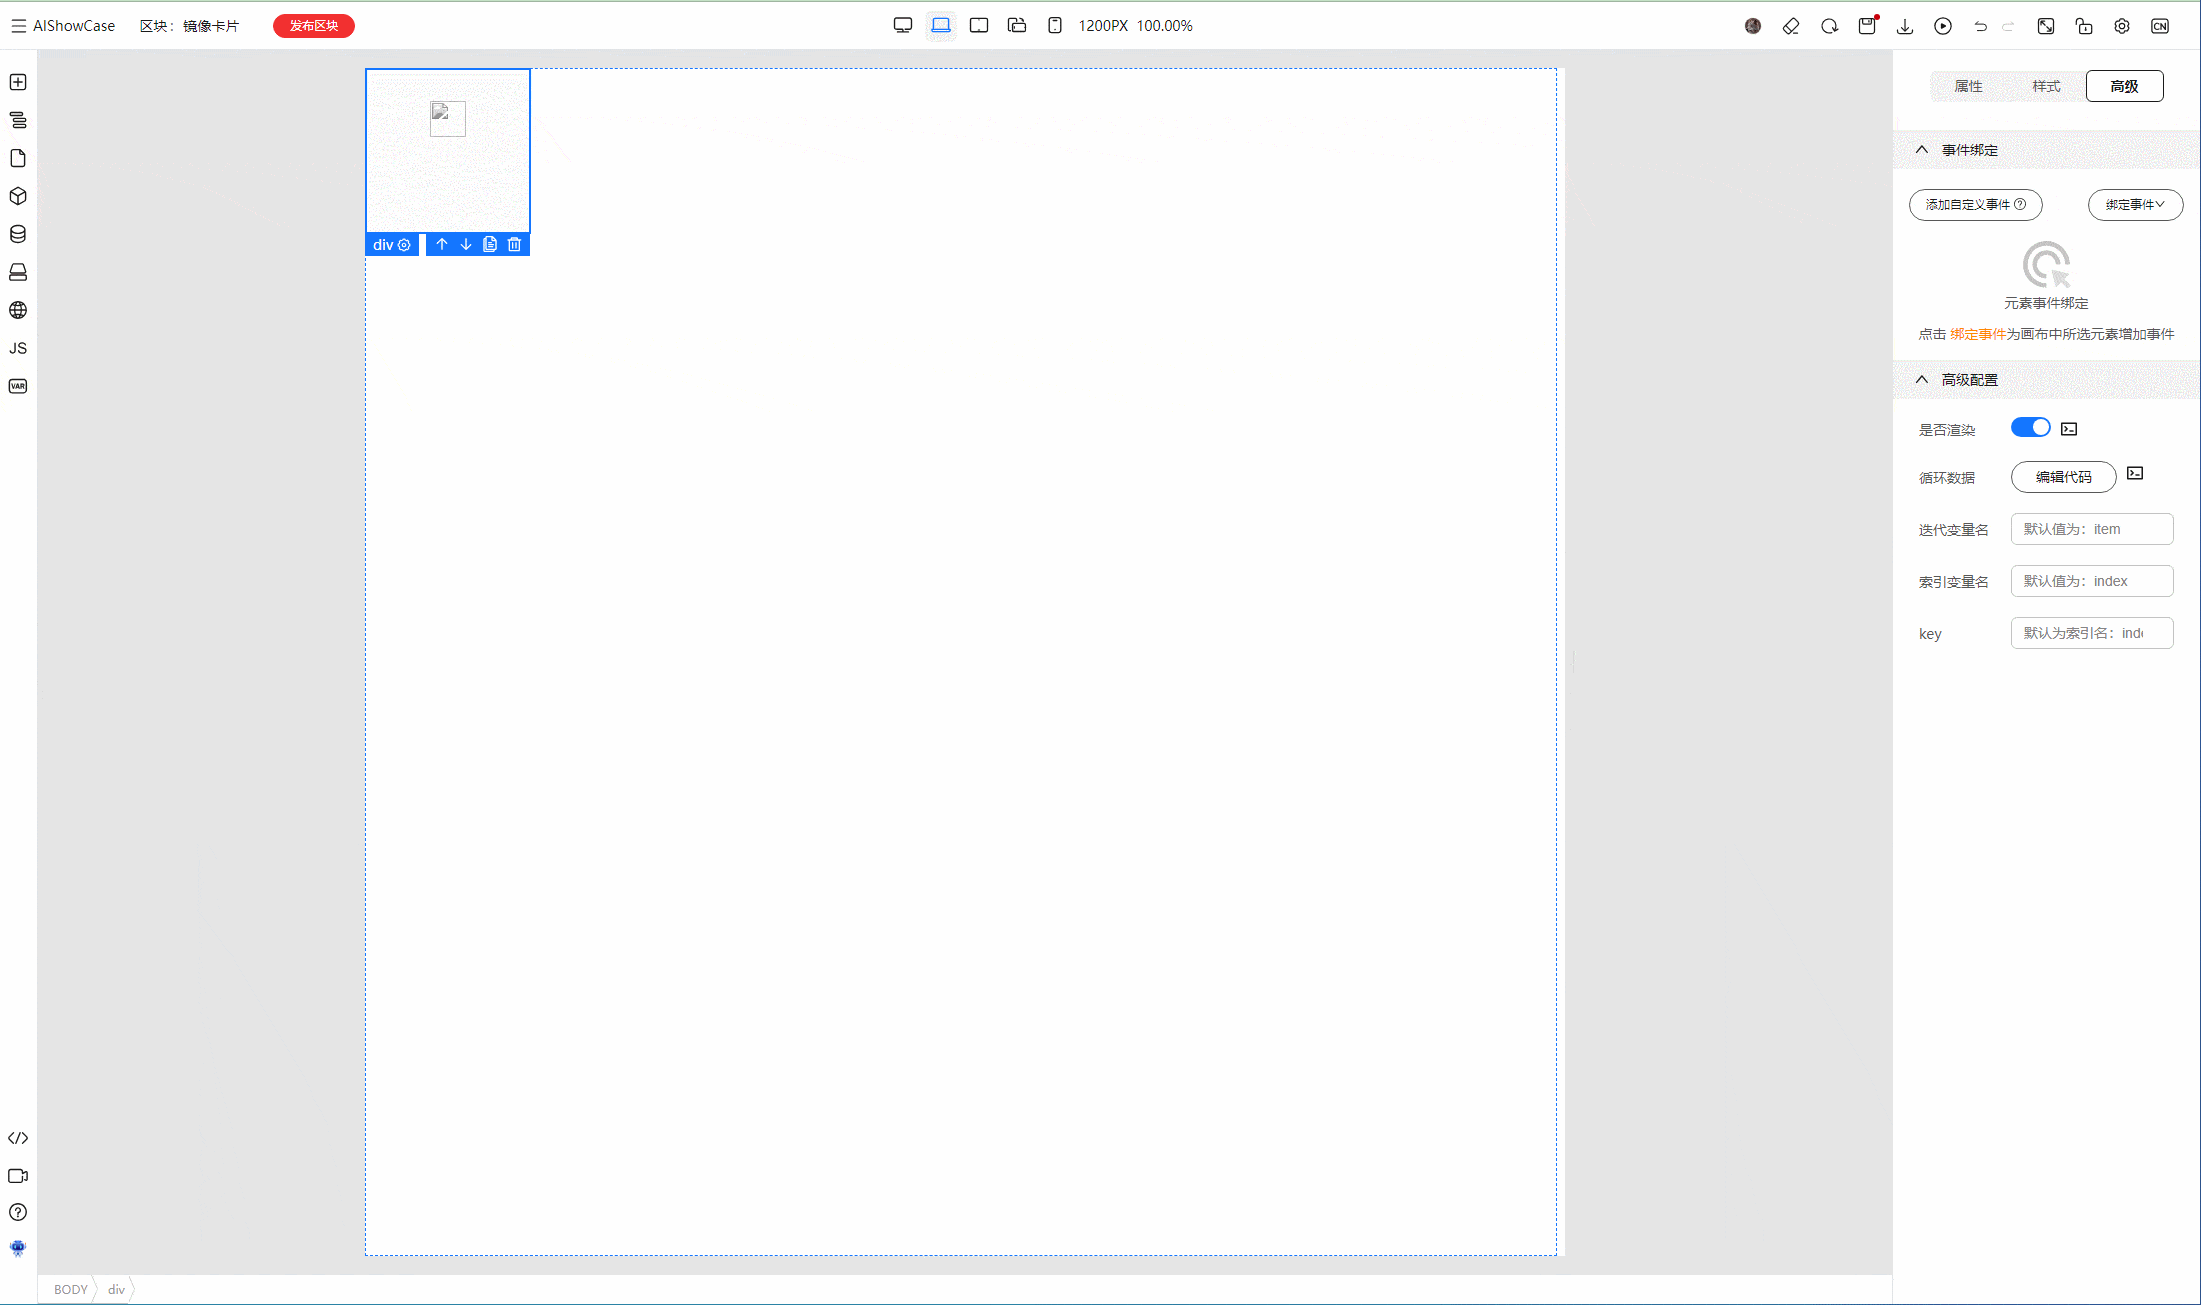 AIShowCase 区块：镜像卡片 发布区块 1200PX 100.00% CN
属性 样式 高级
事件绑定
添加自定义事件 绑定事件
元素事件绑定
点击 绑定事件为画布中所选元素增加事件
div
高级配置
是否渲染
循环数据 编辑代码
迭代变量名 默认值为：item
索引变量名 默认值为：index
key 默认为索引名：inde
JS
VAR
BODY div